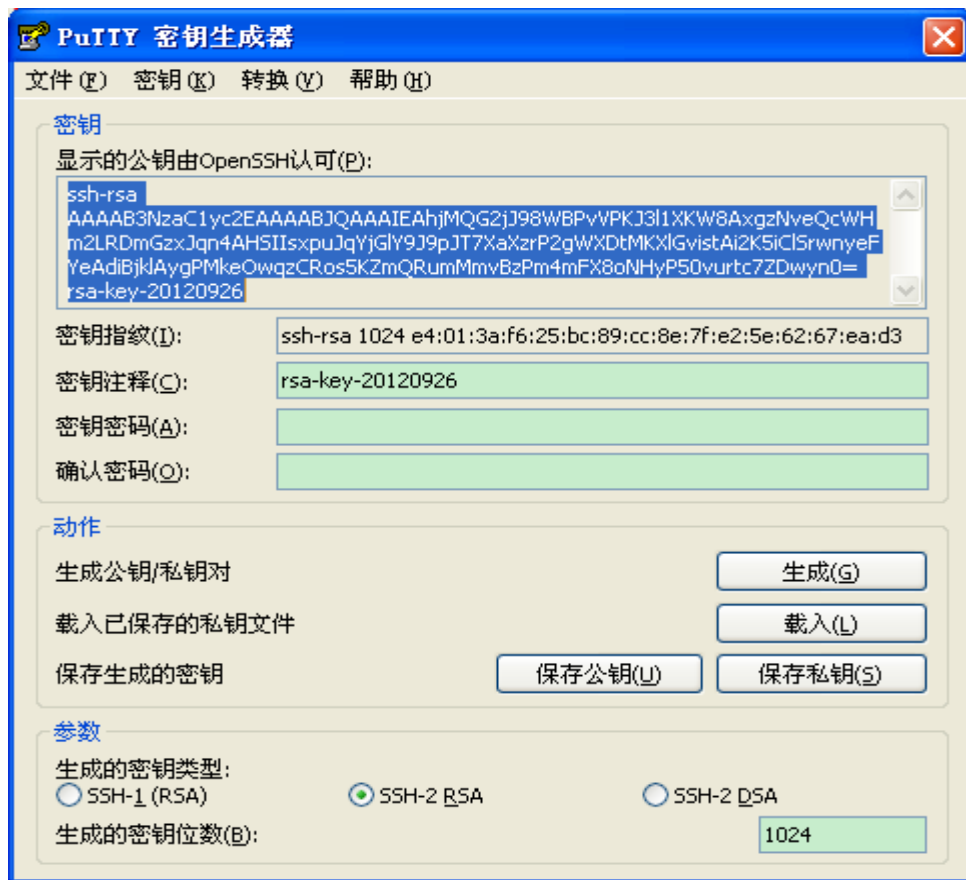 PuTTY 密钥生成器
文件(F) 密钥(K) 转换(V) 帮助(H)
密钥
显示的公钥由OpenSSH认可(P):
ssh-rsa
AAAAB3NzaC1yc2EAAAABJQAAAIEAhjMQG2jJ98WBPvVPKJ3l1XKW8AxgzNveQcWH
m2LRDmGzxJqn4AHSIIsxpuJqYjGlY9J9pJT7XaXzrP2gWXDtMKXlGvistAi2K5iClSrwnyeF
YeAdiBjklAygPMkeOwqzCRos5KZmQRumMmvBzPm4mFX8oNHyP50vurtc7ZDwyn0=
rsa-key-20120926
密钥指纹(I): ssh-rsa 1024 e4:01:3a:f6:25:bc:89:cc:8e:7f:e2:5e:62:67:ea:d3
密钥注释(C): rsa-key-20120926
密钥密码(A):
确认密码(O):
动作
生成公钥/私钥对 生成(G)
载入已保存的私钥文件 载入(L)
保存生成的密钥 保存公钥(U) 保存私钥(S)
参数
生成的密钥类型:
SSH-1 (RSA) SSH-2 RSA SSH-2 DSA
生成的密钥位数(B): 1024